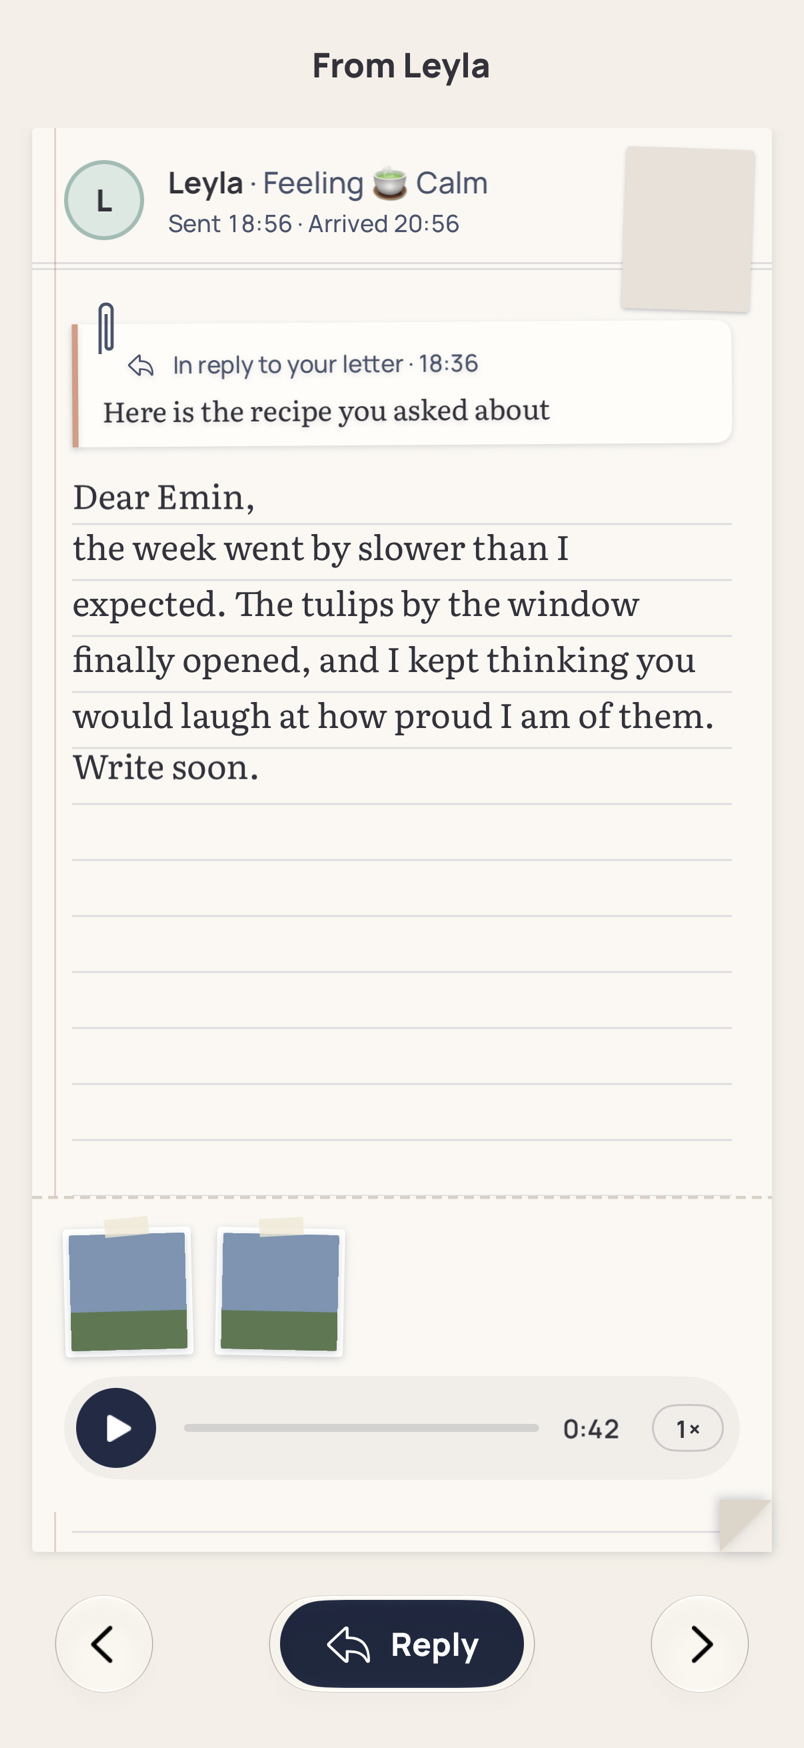 From Leyla
L
Leyla · Feeling 🍵 Calm
Sent 18:56 · Arrived 20:56
In reply to your letter · 18:36
Here is the recipe you asked about
Dear Emin,
the week went by slower than I
expected. The tulips by the window
finally opened, and I kept thinking you
would laugh at how proud I am of them.
Write soon.
0:42
1×
Reply